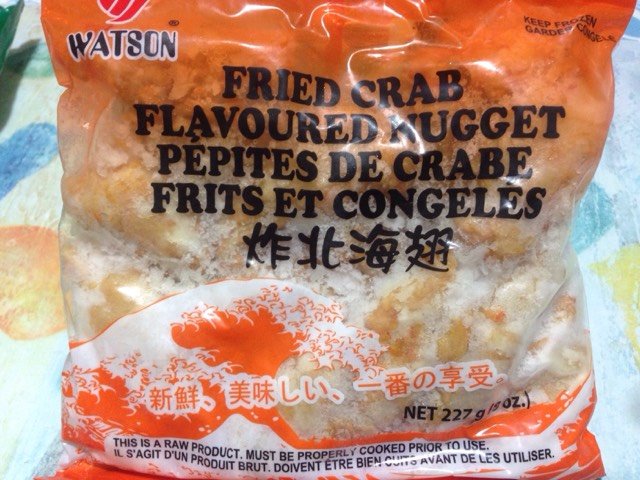 WATSON®
KEEP FROZEN
GARDER CONGELÉ
FRIED CRAB
FLAVOURED NUGGET
PÉPITES DE CRABE
FRITS ET CONGELÉS
炸北海翅
新鮮、美味しい、一番の享受。
NET 227 g (8 oz.)
THIS IS A RAW PRODUCT. MUST BE PROPERLY COOKED PRIOR TO USE.
IL S'AGIT D'UN PRODUIT BRUT. DOIVENT ÊTRE BIEN CUITS AVANT DE LES UTILISER.